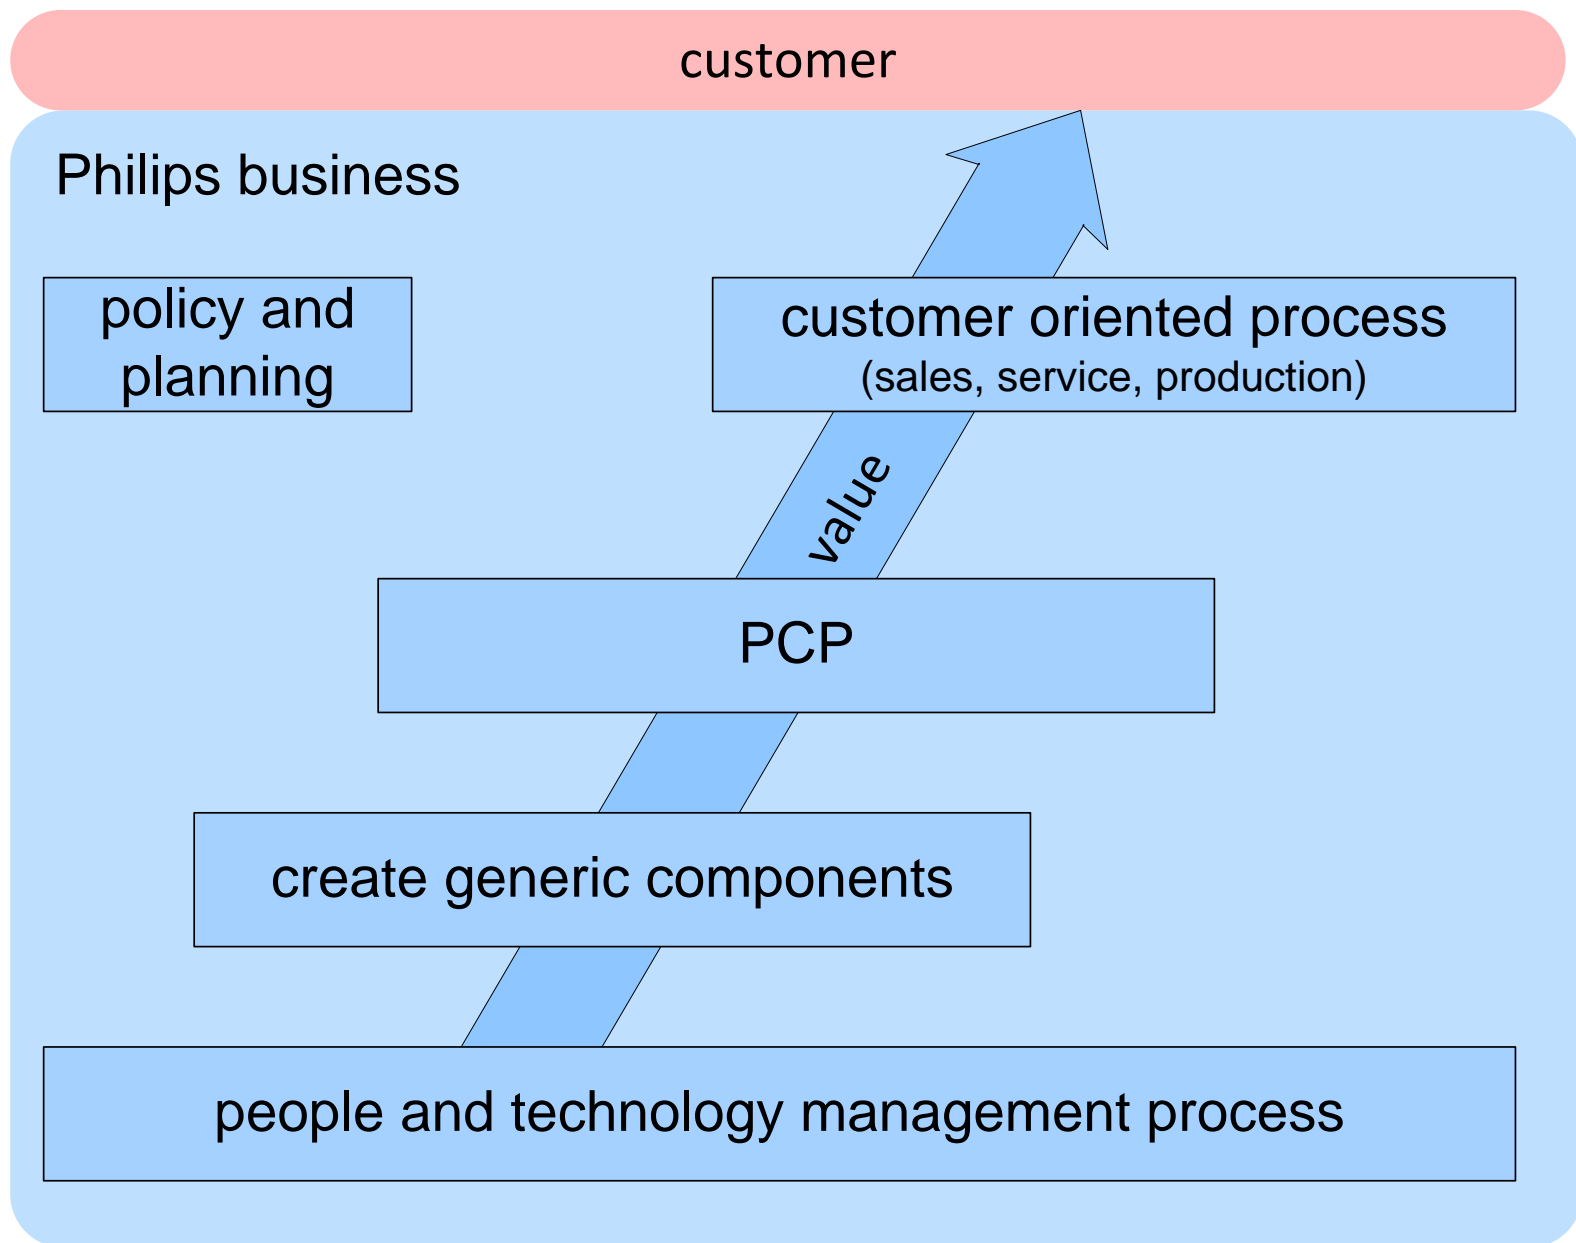 customer
Philips business
policy and
planning
customer oriented process
(sales, service, production)
value
PCP
create generic components
people and technology management process